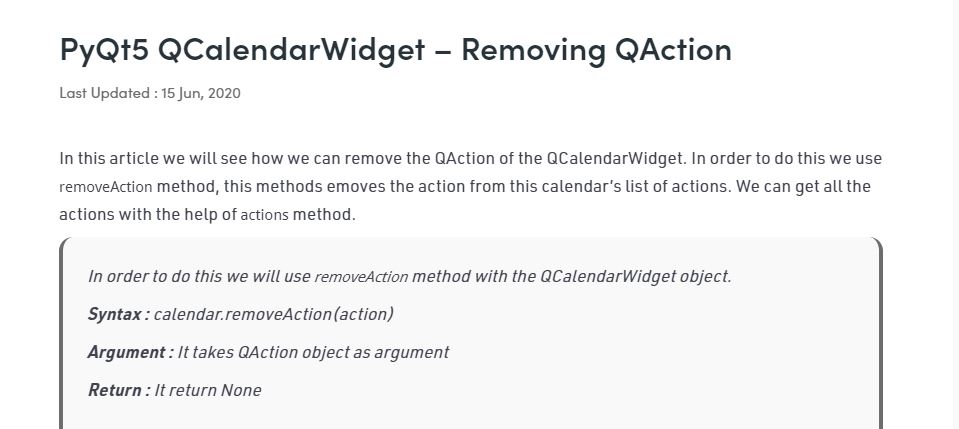 PyQt5 QCalendarWidget – Removing QAction
Last Updated : 15 Jun, 2020
In this article we will see how we can remove the QAction of the QCalendarWidget. In order to do this we use
removeAction method, this methods emoves the action from this calendar’s list of actions. We can get all the
actions with the help of actions method.
In order to do this we will use removeAction method with the QCalendarWidget object.
Syntax : calendar.removeAction(action)
Argument : It takes QAction object as argument
Return : It return None